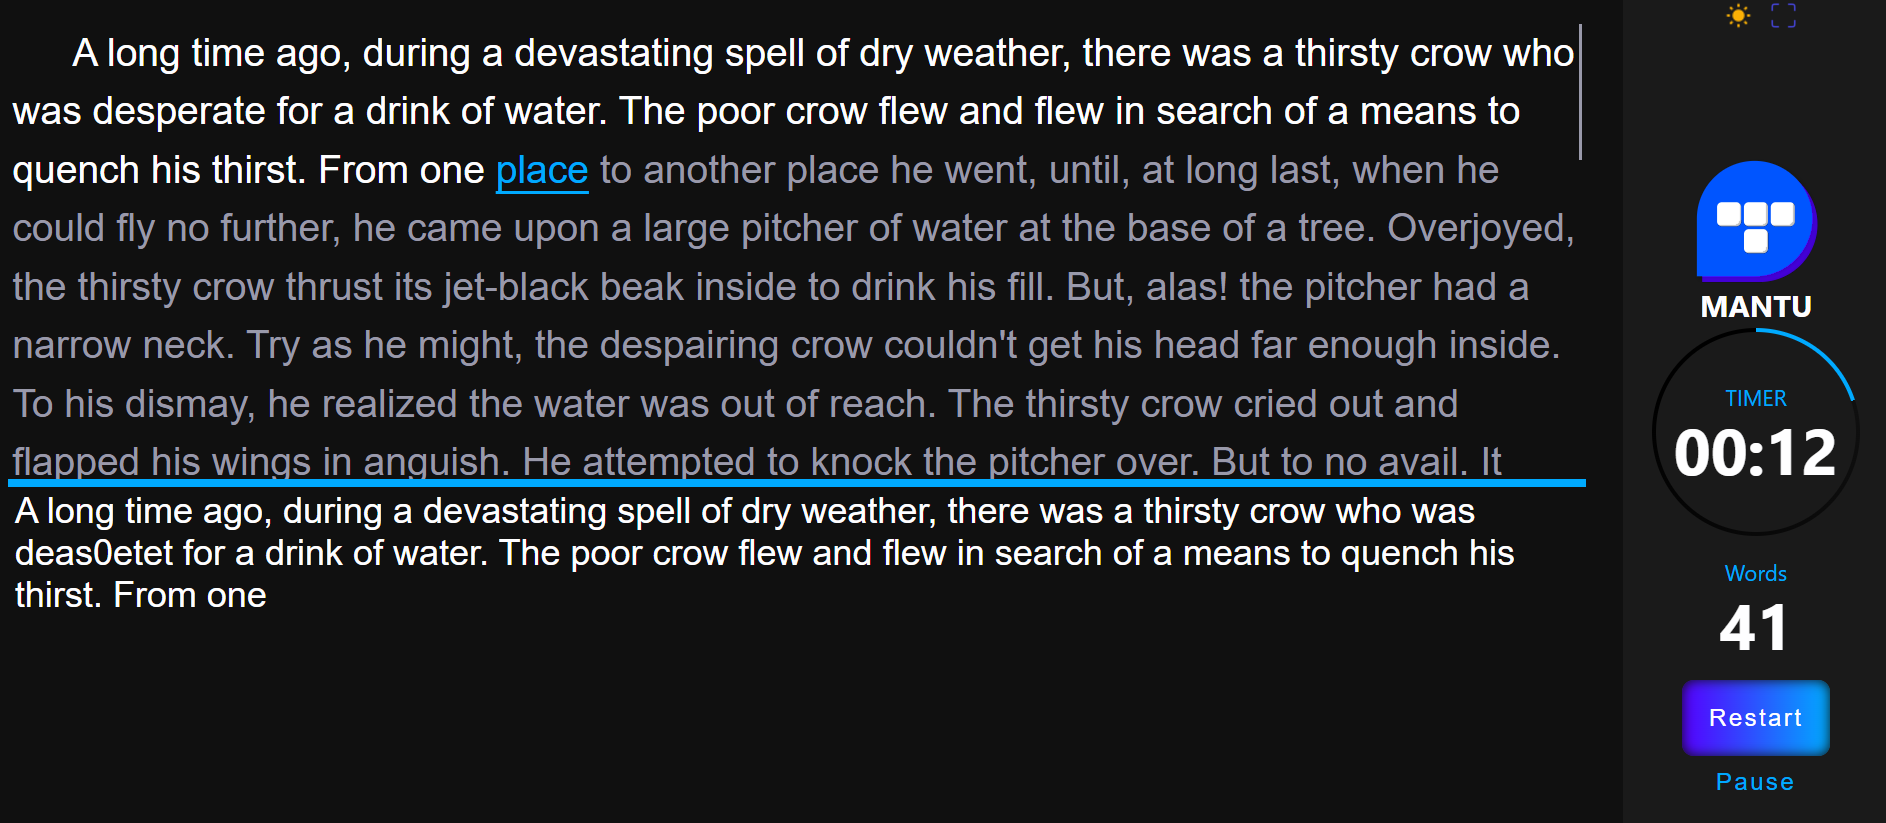 A long time ago, during a devastating spell of dry weather, there was a thirsty crow who
was desperate for a drink of water. The poor crow flew and flew in search of a means to
quench his thirst. From one place to another place he went, until, at long last, when he
could fly no further, he came upon a large pitcher of water at the base of a tree. Overjoyed,
the thirsty crow thrust its jet-black beak inside to drink his fill. But, alas! the pitcher had a
narrow neck. Try as he might, the despairing crow couldn't get his head far enough inside.
To his dismay, he realized the water was out of reach. The thirsty crow cried out and
flapped his wings in anguish. He attempted to knock the pitcher over. But to no avail. It
A long time ago, during a devastating spell of dry weather, there was a thirsty crow who was
deas0etet for a drink of water. The poor crow flew and flew in search of a means to quench his
thirst. From one
MANTU
TIMER
00:12
Words
41
Restart
Pause